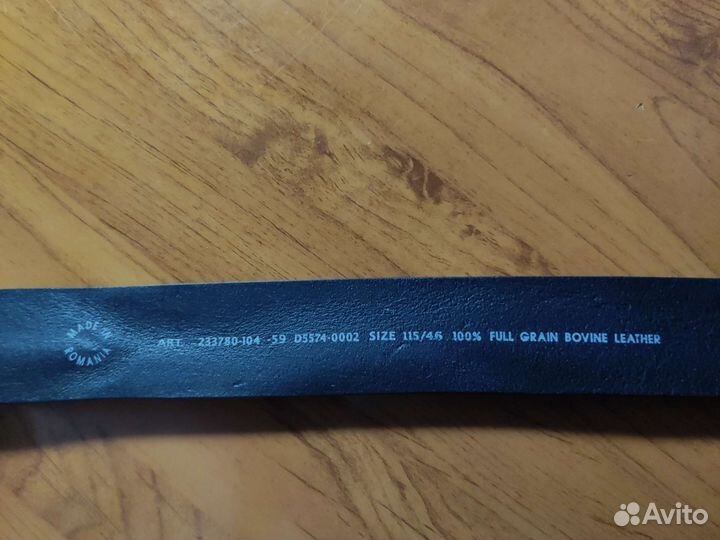 MADE IN
ROMANIA
ART. 233780-104 -59 D5574-0002 SIZE 115/46 100% FULL GRAIN BOVINE LEATHER
Avito